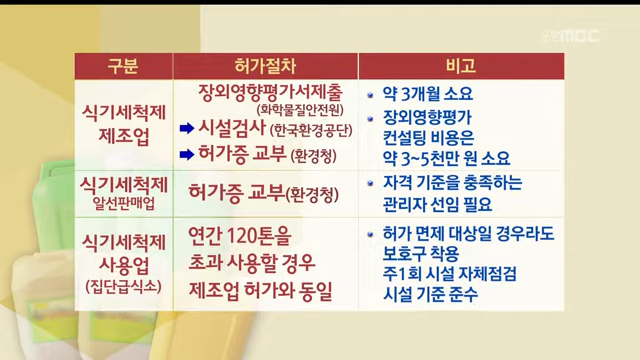 춘천MBC
구분
허가절차
비고
식기세척제
제조업
장외영향평가서제출
(화학물질안전원)
➡ 시설검사 (한국환경공단)
➡ 허가증 교부 (환경청)
약 3개월 소요
장외영향평가
컨설팅 비용은
약 3~5천만 원 소요
식기세척제
알선판매업
허가증 교부(환경청)
자격 기준을 충족하는
관리자 선임 필요
식기세척제
사용업
(집단급식소)
연간 120톤을
초과 사용할 경우
제조업 허가와 동일
허가 면제 대상일 경우라도
보호구 착용
주1회 시설 자체점검
시설 기준 준수